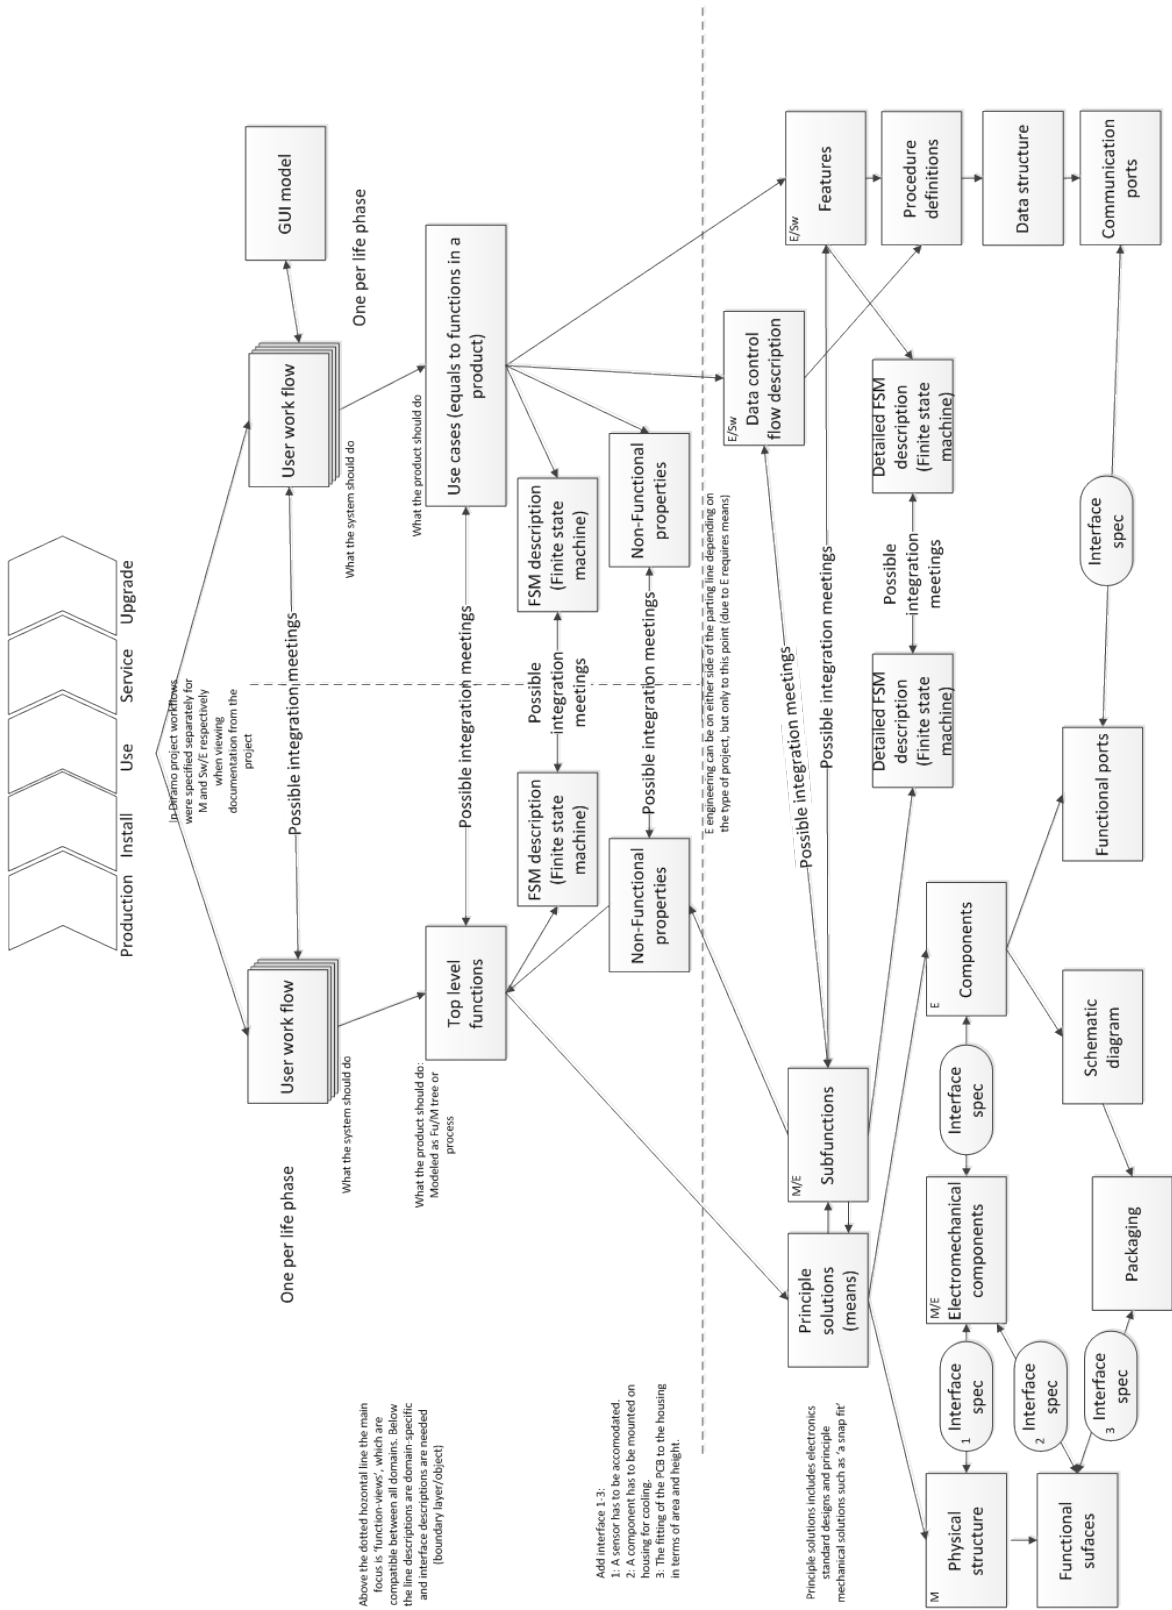 Production
Install
Use
Service
Upgrade
In Diramo project workflows
were specified separately for
M and Sw/E respectively
when viewing
documentation from the
project
One per life phase
User work flow
Possible integration meetings
User work flow
GUI model
What the system should do
What the system should do
One per life phase
Above the dotted hozontal line the main
focus is ‘function-views’, which are
compatible between all domains. Below
the line descriptions are domain-specific
and interface descriptions are needed
(boundary layer/object)
What the product should do:
Modeled as Fu/M tree or
process
Top level
functions
Possible integration meetings
What the product should do
Use cases (equals to functions in a
product)
FSM description
(Finite state
machine)
Possible
integration
meetings
FSM description
(Finite state
machine)
Add interface 1-3:
1: A sensor has to be accomodated.
2: A component has to be mounted on
housing for cooling.
3: The fitting of the PCB to the housing
in terms of area and height.
Non-Functional
properties
Possible integration meetings
Non-Functional
properties
E engineering can be on either side of the parting line depending on
the type of project, but only to this point (due to E requires means)
E/Sw
Data control
flow description
Possible integration meetings
Principle solutions includes electronics
standard designs and principle
mechanical solutions such as ‘a snap fit’
Principle
solutions
(means)
M/E
Subfunctions
Possible integration meetings
E/Sw
Features
Detailed FSM
description
(Finite state
machine)
Possible
integration
meetings
Detailed FSM
description
(Finite state
machine)
Procedure
definitions
M
Physical
structure
Interface
spec
1
M/E
Electromechanical
components
Interface
spec
E
Components
Data structure
Functional
sufaces
Interface
spec
2
Schematic
diagram
Functional ports
Interface
spec
Communication
ports
Interface
spec
3
Packaging